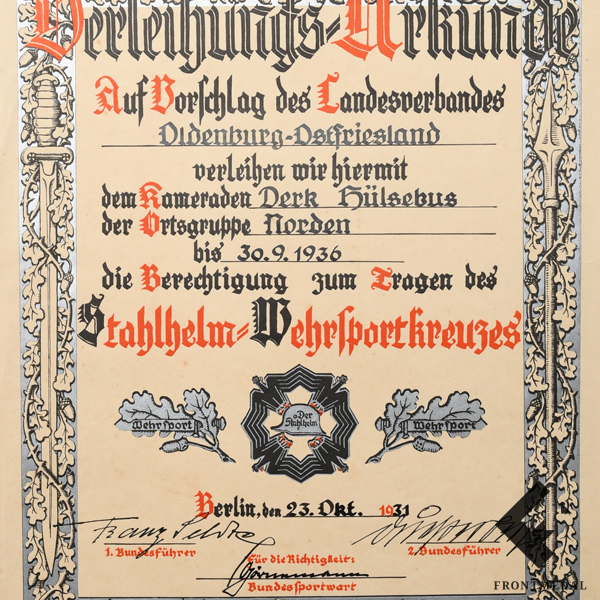 Verleihungs-Urkunde
Auf Vorschlag des Landesverbandes
Oldenburg-Ostfriesland
verleihen wir hiermit
dem Kameraden Derk Hülsebus
der Ortsgruppe Norden
bis 30.9.1936
die Berechtigung zum Tragen des
Stahlhelm-Wehrsportkreuzes
Wehrsport
Der Stahlhelm
Wehrsport
Berlin, den 23. Okt. 1931
Franz Seldte
1. Bundesführer
2. Bundesführer
Für die Richtigkeit:
Bundessportwart
FRONTMEDAL